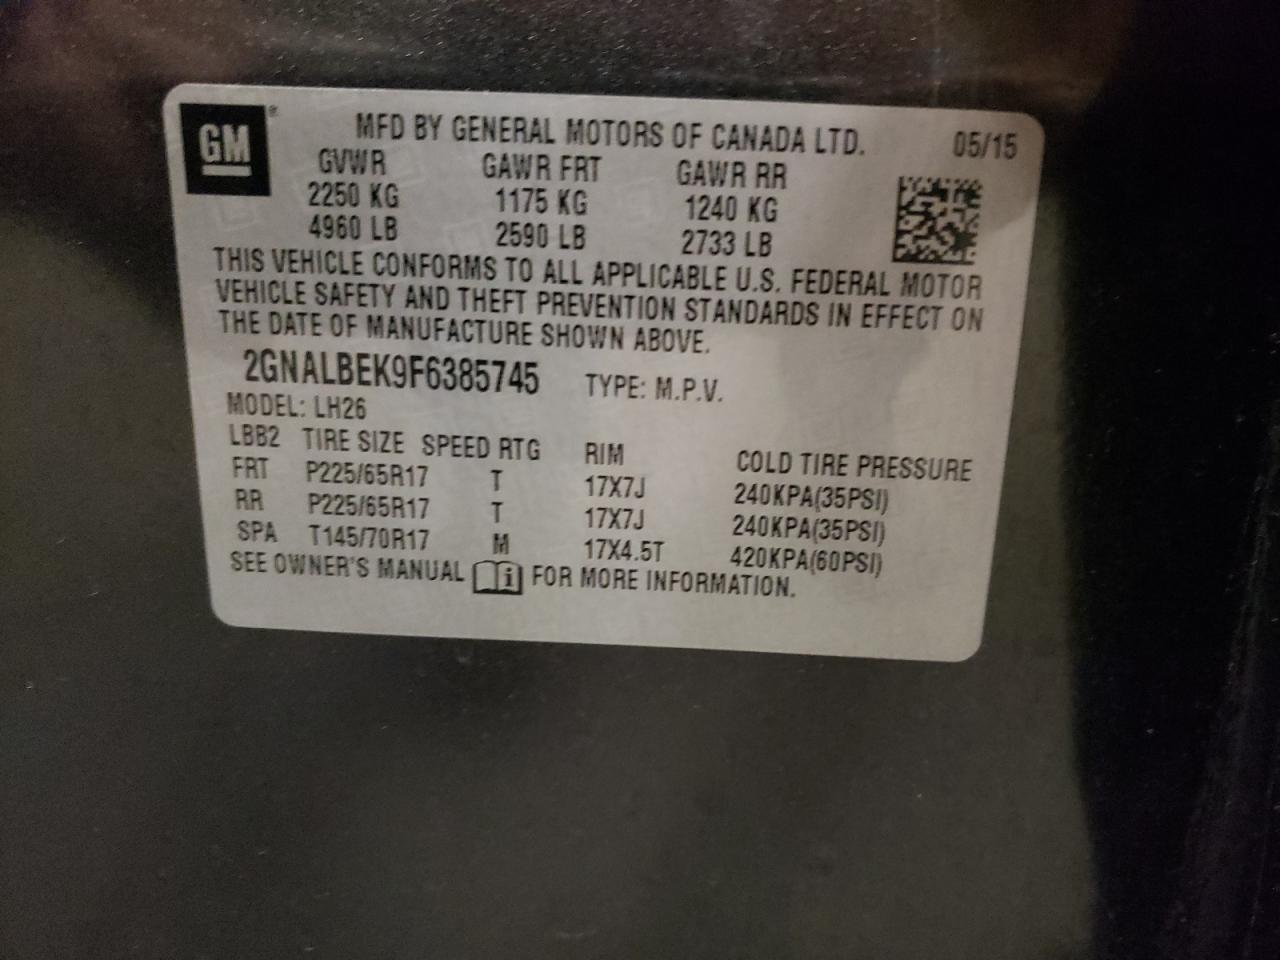 GM ®
MFD BY GENERAL MOTORS OF CANADA LTD. 05/15
GVWR GAWR FRT GAWR RR
2250 KG 1175 KG 1240 KG
4960 LB 2590 LB 2733 LB
THIS VEHICLE CONFORMS TO ALL APPLICABLE U.S. FEDERAL MOTOR
VEHICLE SAFETY AND THEFT PREVENTION STANDARDS IN EFFECT ON
THE DATE OF MANUFACTURE SHOWN ABOVE.
2GNALBEK9F6385745 TYPE: M.P.V.
MODEL: LH26
LBB2 TIRE SIZE SPEED RTG RIM COLD TIRE PRESSURE
FRT P225/65R17 T 17X7J 240KPA(35PSI)
RR P225/65R17 T 17X7J 240KPA(35PSI)
SPA T145/70R17 M 17X4.5T 420KPA(60PSI)
SEE OWNER'S MANUAL i FOR MORE INFORMATION.